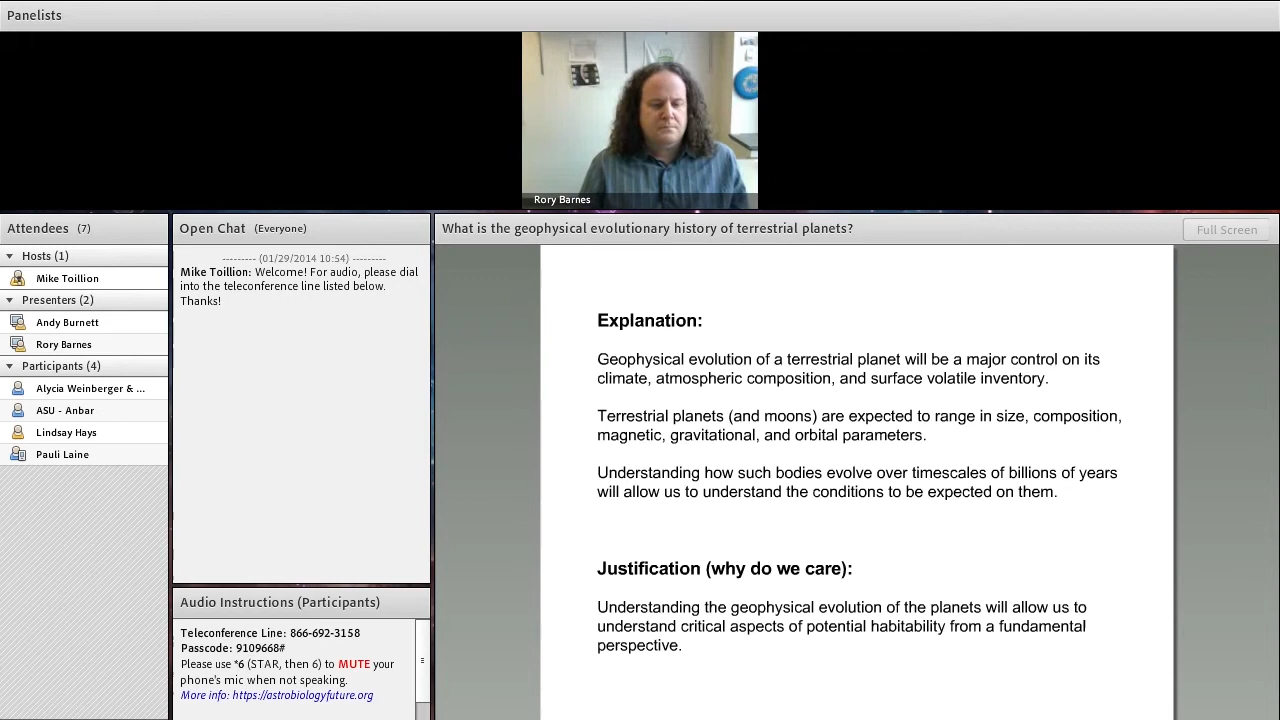 Panelists
Rory Barnes
Attendees (7)
Hosts (1)
Mike Toillion
Presenters (2)
Andy Burnett
Rory Barnes
Participants (4)
Alycia Weinberger & ...
ASU - Anbar
Lindsay Hays
Pauli Laine
Open Chat (Everyone)
--------- (01/29/2014 10:54) ---------
Mike Toillion: Welcome! For audio, please dial
into the teleconference line listed below.
Thanks!
Audio Instructions (Participants)
Teleconference Line: 866-692-3158
Passcode: 9109668#
Please use *6 (STAR, then 6) to MUTE your
phone's mic when not speaking.
More info: https://astrobiologyfuture.org
What is the geophysical evolutionary history of terrestrial planets?
Full Screen
Explanation:
Geophysical evolution of a terrestrial planet will be a major control on its
climate, atmospheric composition, and surface volatile inventory.
Terrestrial planets (and moons) are expected to range in size, composition,
magnetic, gravitational, and orbital parameters.
Understanding how such bodies evolve over timescales of billions of years
will allow us to understand the conditions to be expected on them.
Justification (why do we care):
Understanding the geophysical evolution of the planets will allow us to
understand critical aspects of potential habitability from a fundamental
perspective.